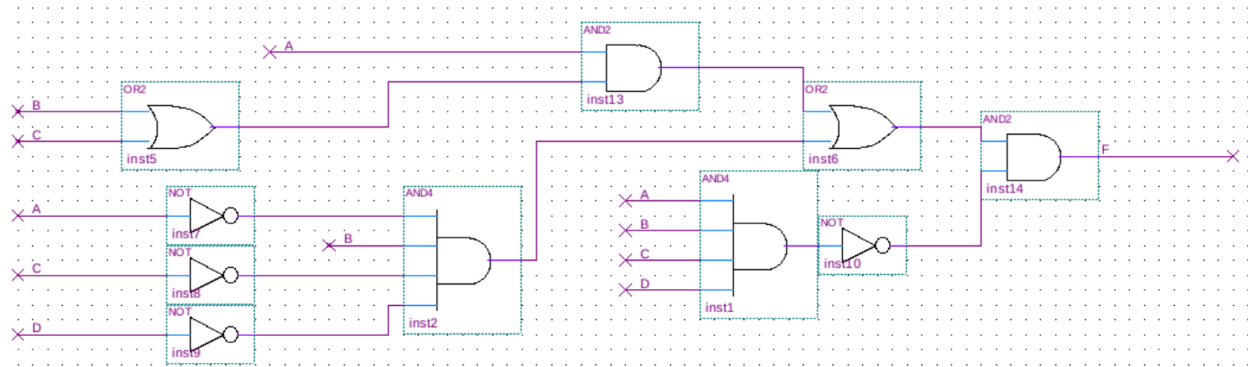 AND2
A
inst13
OR2
B
C
inst5
OR2
inst6
AND2
F
inst14
NOT
A
inst7
NOT
C
inst8
NOT
D
inst9
AND4
B
inst2
AND4
A
B
C
D
inst1
NOT
inst10